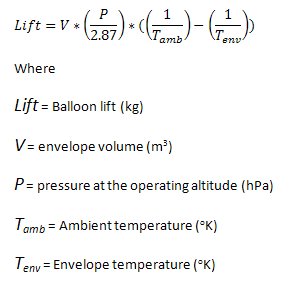 Lift = V * (P/2.87) * ((1/T_amb) − (1/T_env))
Where
Lift = Balloon lift (kg)
V = envelope volume (m³)
P = pressure at the operating altitude (hPa)
T_amb = Ambient temperature (°K)
T_env = Envelope temperature (°K)